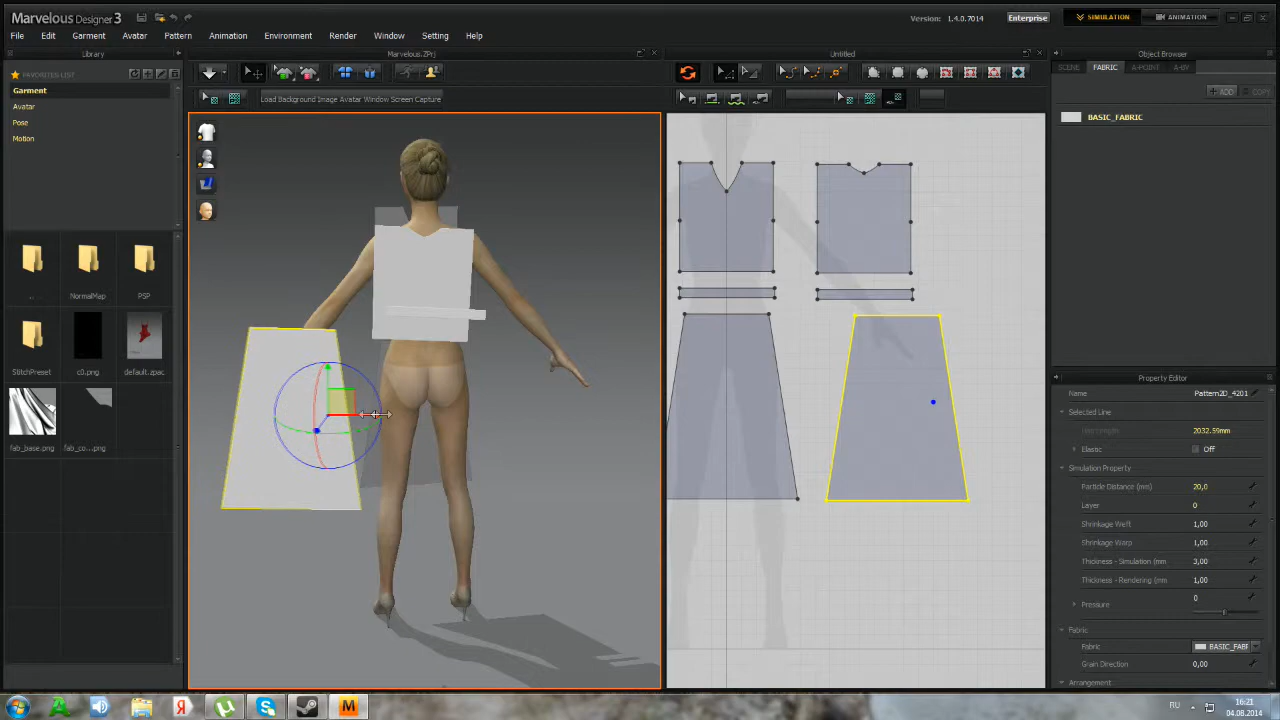 Marvelous Designer 3
Version: 1.4.0.7014
Enterprise
SIMULATION
ANIMATION
File
Edit
Garment
Avatar
Pattern
Animation
Environment
Render
Window
Setting
Help
Library
Marvelous.ZPrj
Untitled
Object Browser
FAVORITES LIST
Garment
Avatar
Pose
Motion
Load Background Image Avatar Window Screen Capture
SCENE
FABRIC
A-POINT
A-BY
ADD
COPY
BASIC_FABRIC
..
NormalMap
PSP
StitchPreset
c0.png
default.zpac
fab_base.png
fab_co....png
Property Editor
Name
Pattern2D_4201
Selected Line
2032.59mm
Elastic
Off
Simulation Property
Particle Distance (mm)
20,0
Layer
0
Shrinkage Weft
1,00
Shrinkage Warp
1,00
Thickness - Simulation (mm
3,00
Thickness - Rendering (mm
1,00
Pressure
0
Fabric
Fabric
BASIC_FABF
Grain Direction
0,00
Arrangement
RU
16:21
04.08.2014